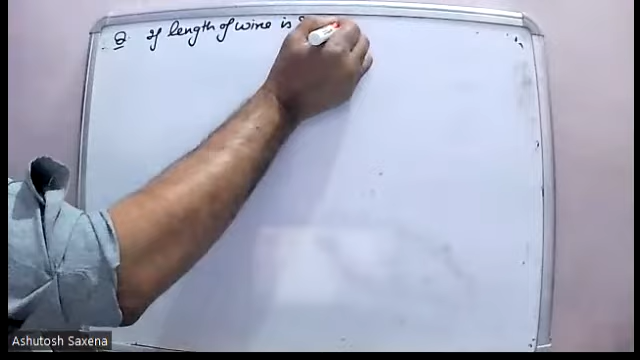 Q. If length of wire is
Ashutosh Saxena